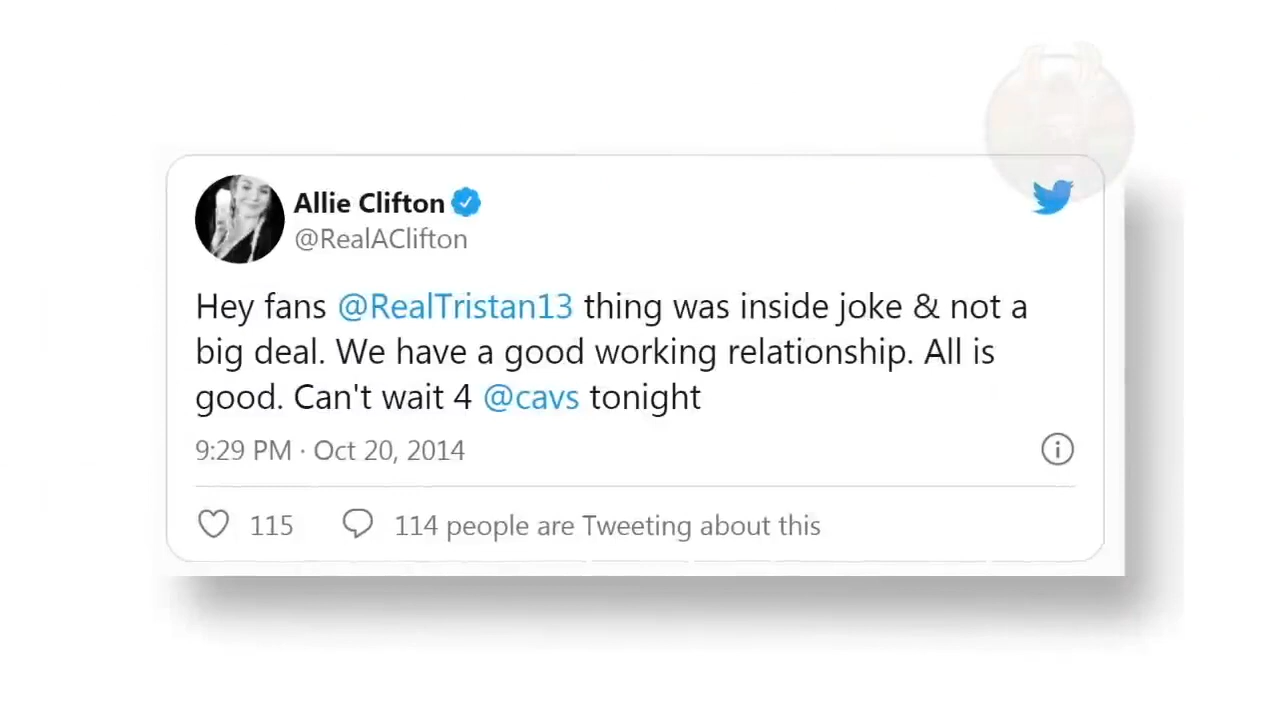 Allie Clifton
@RealAClifton
Hey fans @RealTristan13 thing was inside joke & not a
big deal. We have a good working relationship. All is
good. Can't wait 4 @cavs tonight
9:29 PM · Oct 20, 2014
115 114 people are Tweeting about this